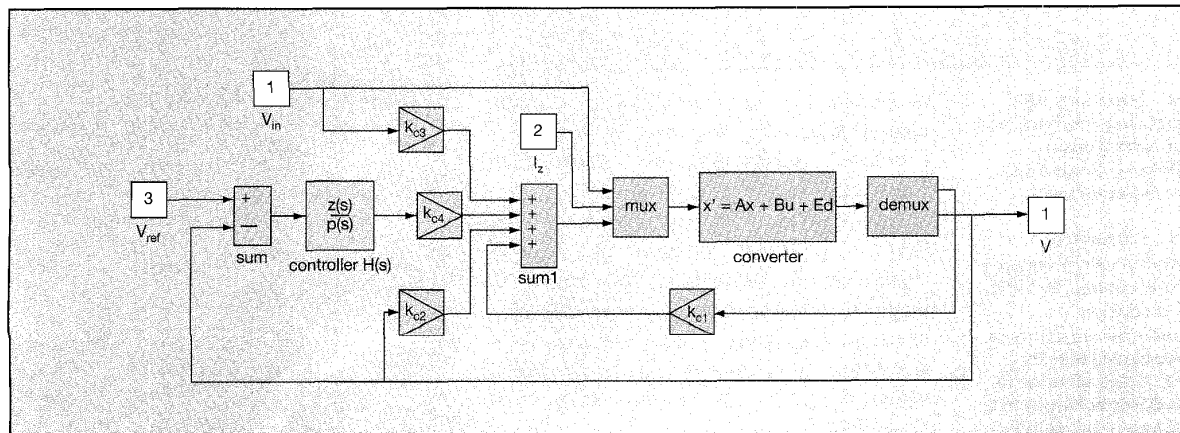 1
V_in
k_c3
2
I_z
3
V_ref
+
—
sum
z(s)
p(s)
controller H(s)
k_c4
+
+
+
+
sum1
mux
x' = Ax + Bu + Ed
converter
demux
1
V
k_c2
k_c1